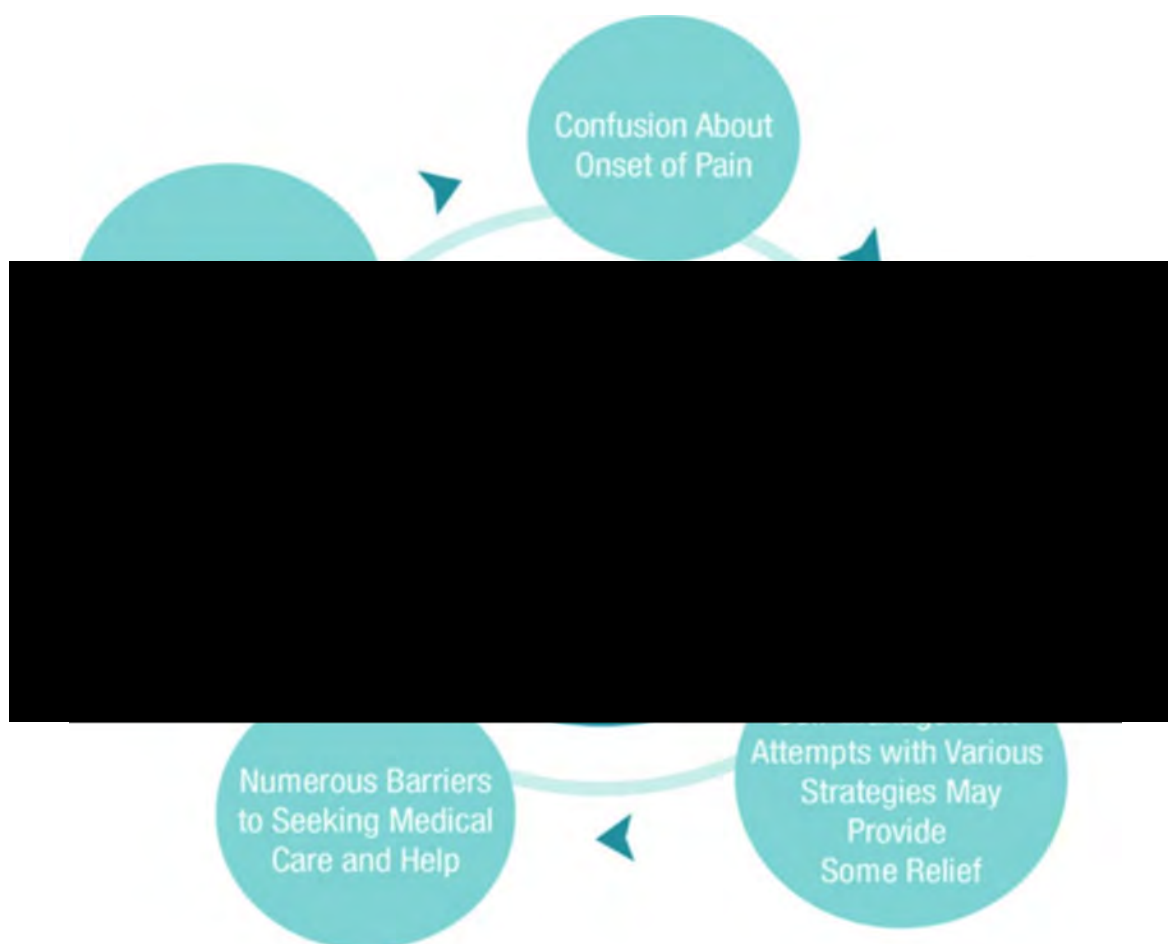 Confusion About
Onset of Pain
Attempts with Various
Strategies May
Provide
Some Relief
Numerous Barriers
to Seeking Medical
Care and Help